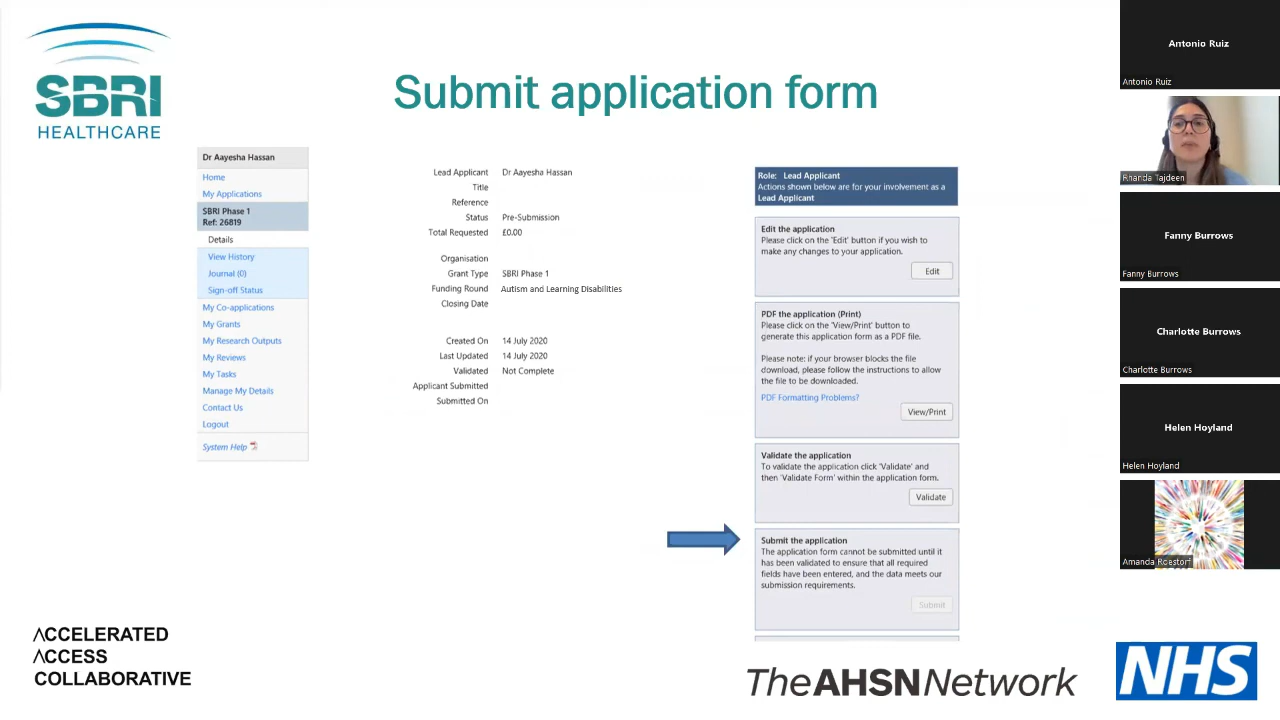 SBRI
HEALTHCARE
Submit application form
Dr Aayesha Hassan
Home
My Applications
SBRI Phase 1
Ref: 26819
Details
View History
Journal (0)
Sign-off Status
My Co-applications
My Grants
My Research Outputs
My Reviews
My Tasks
Manage My Details
Contact Us
Logout
System Help
Lead Applicant Dr Aayesha Hassan
Title
Reference
Status Pre-Submission
Total Requested £0.00
Organisation
Grant Type SBRI Phase 1
Funding Round Autism and Learning Disabilities
Closing Date
Created On 14 July 2020
Last Updated 14 July 2020
Validated Not Complete
Applicant Submitted
Submitted On
Role: Lead Applicant
Actions shown below are for your involvement as a
Lead Applicant
Edit the application
Please click on the 'Edit' button if you wish to
make any changes to your application.
Edit
PDF the application (Print)
Please click on the 'View/Print' button to
generate this application form as a PDF file.
Please note: if your browser blocks the file
download, please follow the instructions to allow
the file to be downloaded.
PDF Formatting Problems?
View/Print
Validate the application
To validate the application click 'Validate' and
then 'Validate Form' within the application form.
Validate
Submit the application
The application form cannot be submitted until it
has been validated to ensure that all required
fields have been entered, and the data meets our
submission requirements.
Submit
ACCELERATED
ACCESS
COLLABORATIVE
TheAHSNNetwork
NHS
Antonio Ruiz
Antonio Ruiz
Rhanda Tajdeen
Fanny Burrows
Fanny Burrows
Charlotte Burrows
Charlotte Burrows
Helen Hoyland
Helen Hoyland
Amanda Roestorf